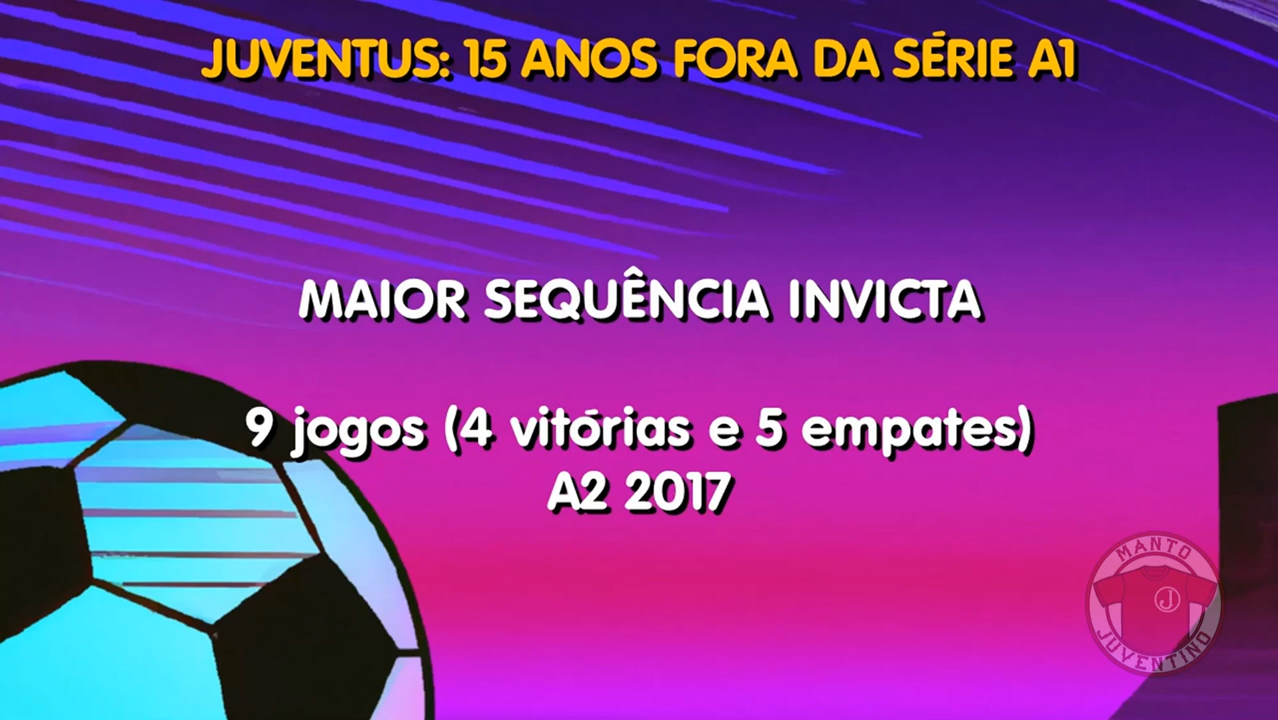 JUVENTUS: 15 ANOS FORA DA SÉRIE A1
MAIOR SEQUÊNCIA INVICTA
9 jogos (4 vitórias e 5 empates)
A2 2017
MANTO
J
JUVENTINO